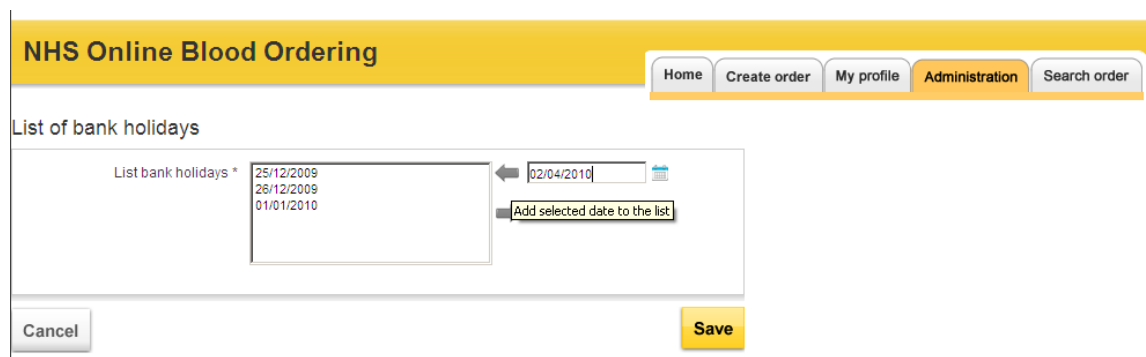 NHS Online Blood Ordering
Home Create order My profile Administration Search order
List of bank holidays
List bank holidays * 25/12/2009 02/04/2010
26/12/2009
01/01/2010 Add selected date to the list
Cancel Save